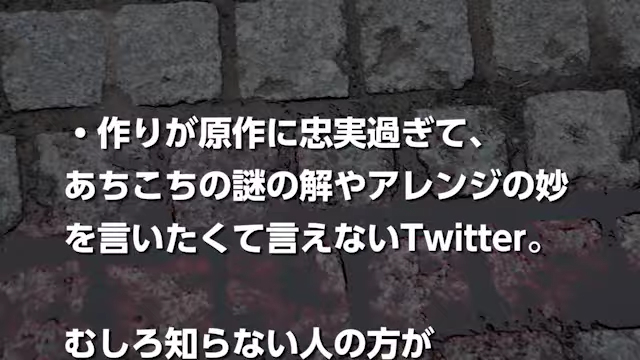 ・作りが原作に忠実過ぎて、
あちこちの謎の解やアレンジの妙
を言いたくて言えないTwitter。
むしろ知らない人の方が